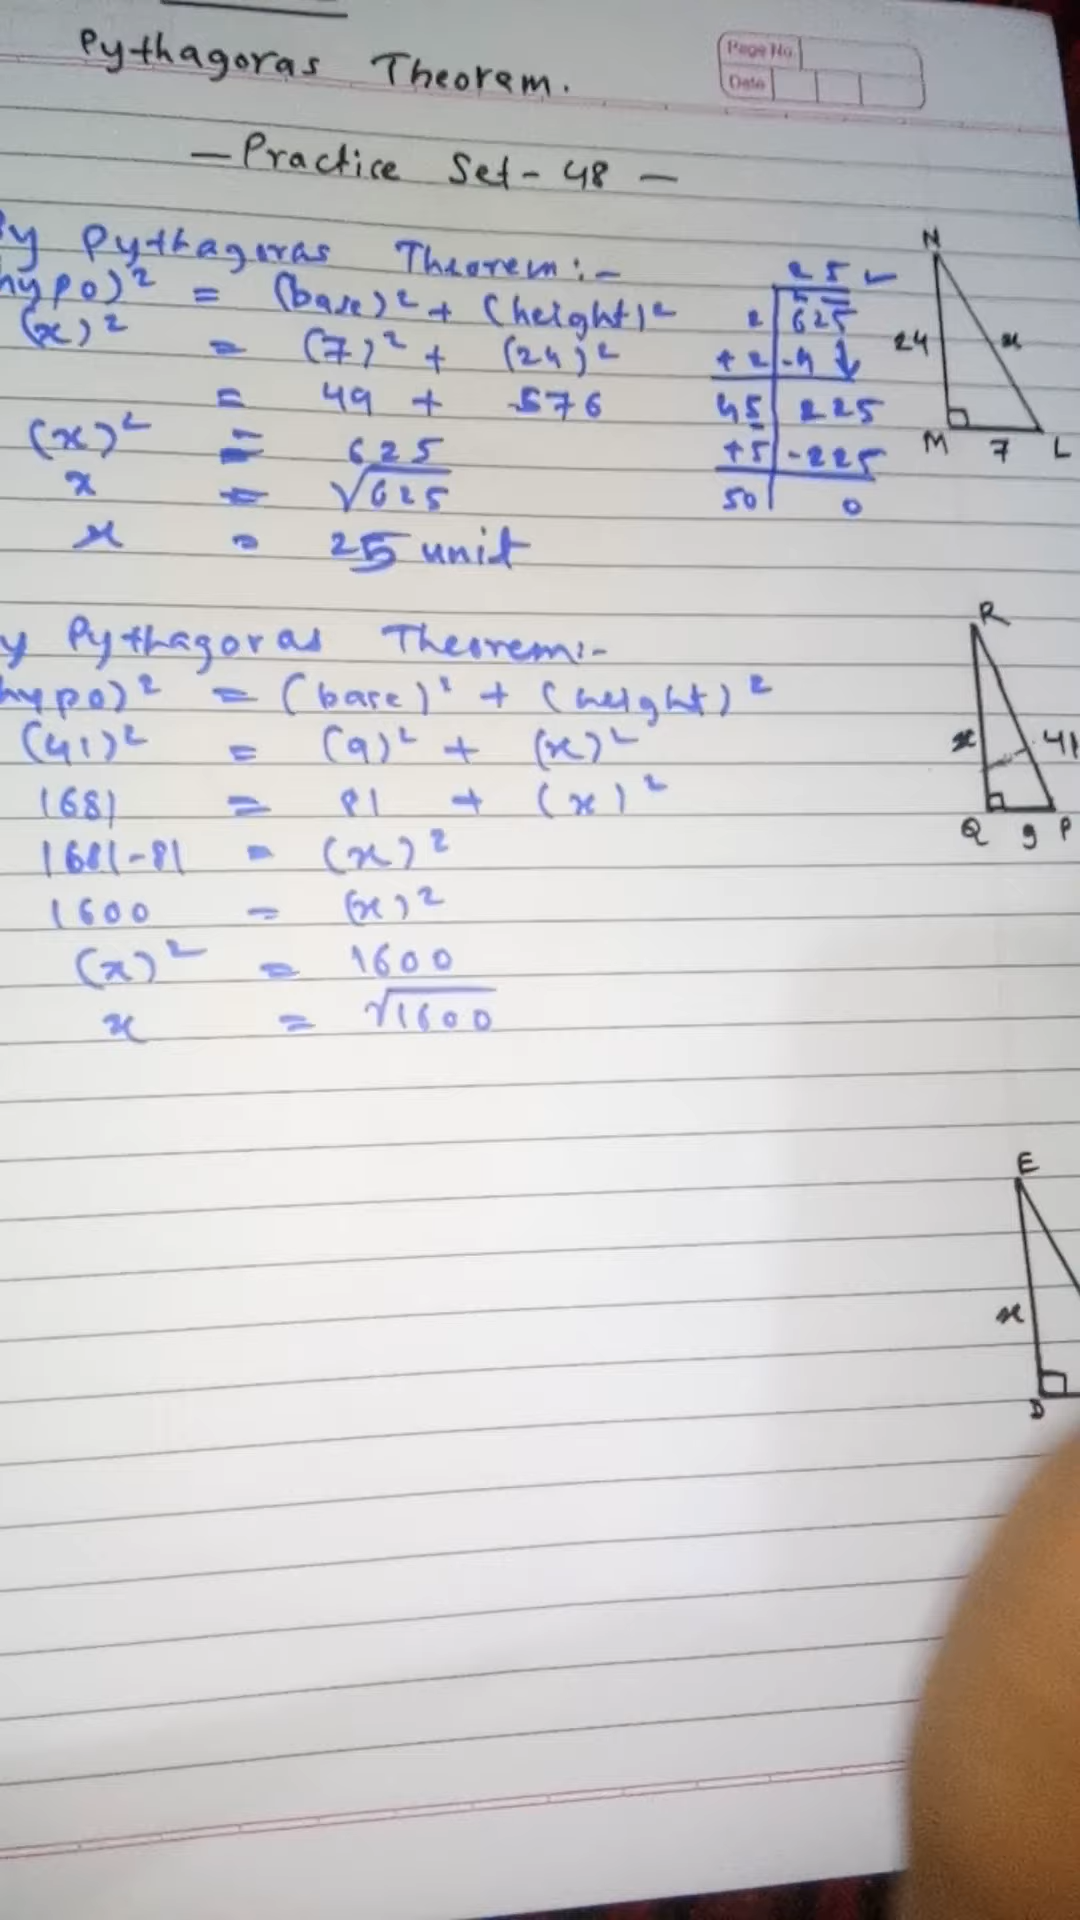 Pythagoras Theorem.
Page No
Date
— Practice Set - 48 —
y Pythagoras Theorem:-
hypo)² = (base)² + (height)²
(x)² = (7)² + (24)²
= 49 + 576
(x)² = 625
x = √625
x = 25 unit
25
2 625
+2 -4 ↓
45 225
+5 -225
50 0
N
24 x
M 7 L
y Pythagoras Theorem:-
hypo)² = (base)² + (height)²
(41)² = (9)² + (x)²
1681 = 81 + (x)²
1681-81 = (x)²
1600 = (x)²
(x)² = 1600
x = √1600
R
x 41
Q 9 P
E
x
D